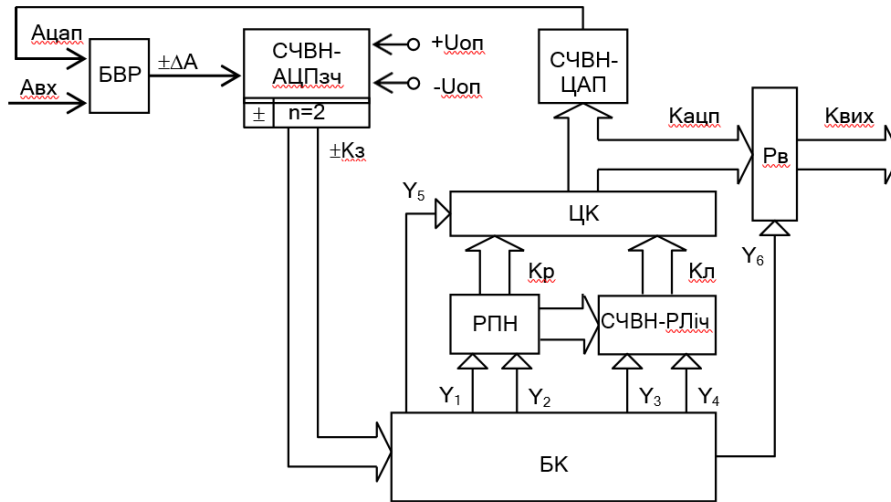 Ацап
Авх
БВР
±ΔА
СЧВН-
АЦПзч
± n=2
+Uоп
-Uоп
±Кз
СЧВН-
ЦАП
Кацп
Рв
Квих
Y5
ЦК
Y6
Кр
Кл
РПН
СЧВН-РЛіч
Y1
Y2
Y3
Y4
БК